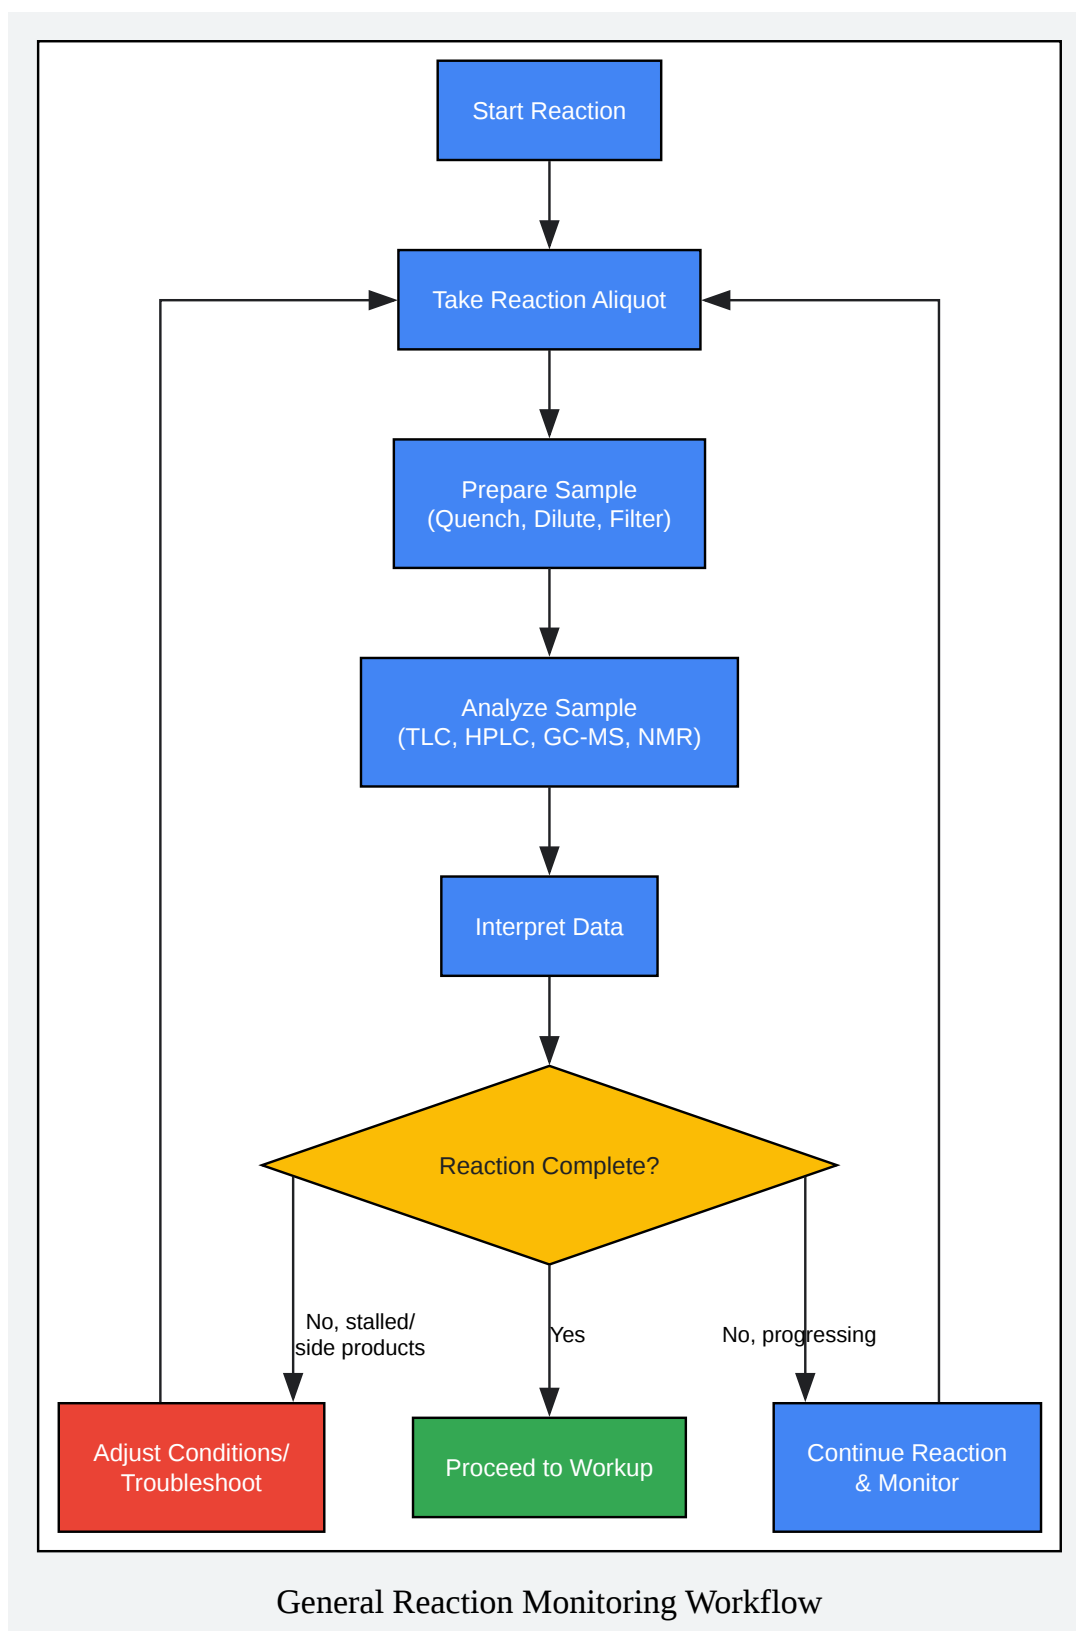 Start Reaction
Take Reaction Aliquot
Prepare Sample
(Quench, Dilute, Filter)
Analyze Sample
(TLC, HPLC, GC-MS, NMR)
Interpret Data
Reaction Complete?
No, stalled/
side products
Yes
No, progressing
Adjust Conditions/
Troubleshoot
Proceed to Workup
Continue Reaction
& Monitor
General Reaction Monitoring Workflow